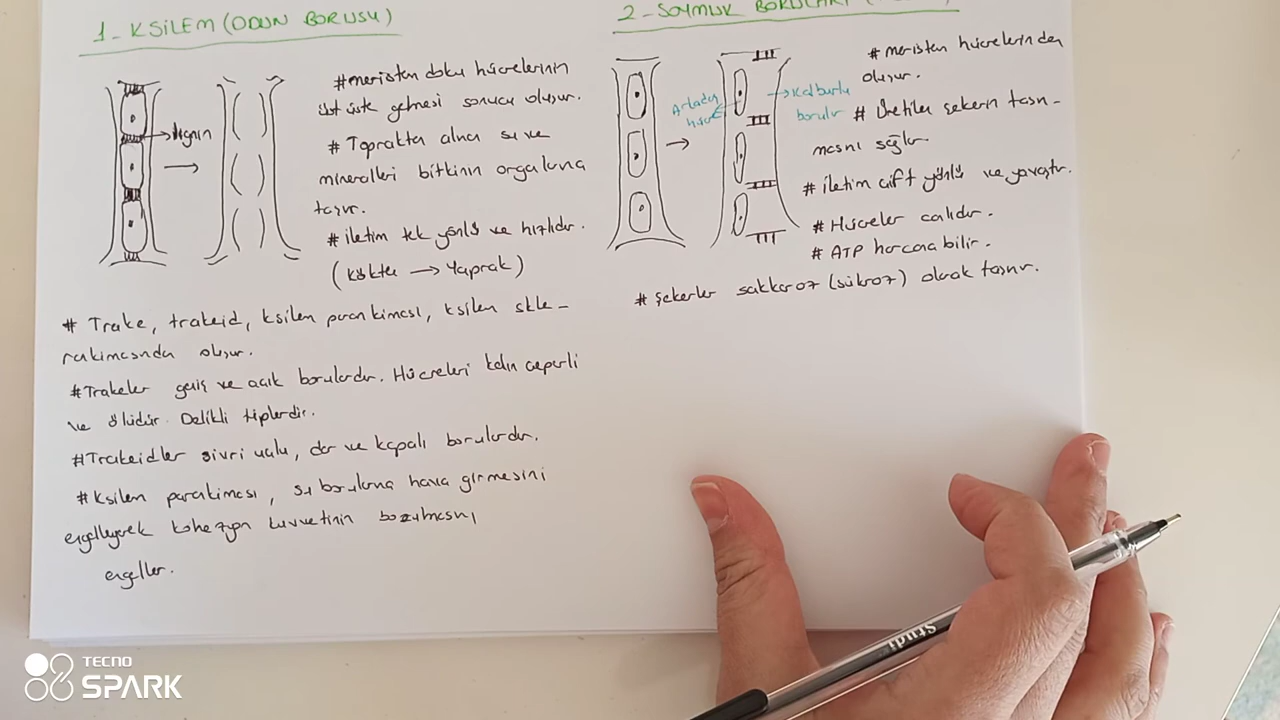 1- KSİLEM (ODUN BORUSU)
#meristem doku hücrelerinin
üst üste gelmesi sonucu oluşur.
# Topraktan alınan su ve
mineralleri bitkinin organlarına
taşır.
# iletim tek yönlü ve hızlıdır.
(Kökten → Yaprak)
→lignin
# Trake, trakeid, ksilem parankiması, ksilem skle-
rankimasından oluşur.
#Trakeler geniş ve açık borulardır. Hücreleri kalın çeperli
ve ölüdür. Delikli tiplerdir.
#Trakeidler sivri uçlu, dar ve kapalı borulardır.
#Ksilem parankiması, su borularına hava girmesini
engelleyerek kohezyon kuvvetinin bozulmasını
engeller.
2-SOYMUK BORULARI
Arkadaş
hücre
→Kalburlu
borular
# meristem hücrelerinden
oluşur.
# Üretilen şekerin taşın-
masını sağlar.
# iletim çift yönlü ve yavaştır.
# Hücreler canlıdır.
# ATP harcanabilir.
# Şekerler sakkaroz (sükroz) olarak taşınır.
Studi
TECNO
SPARK